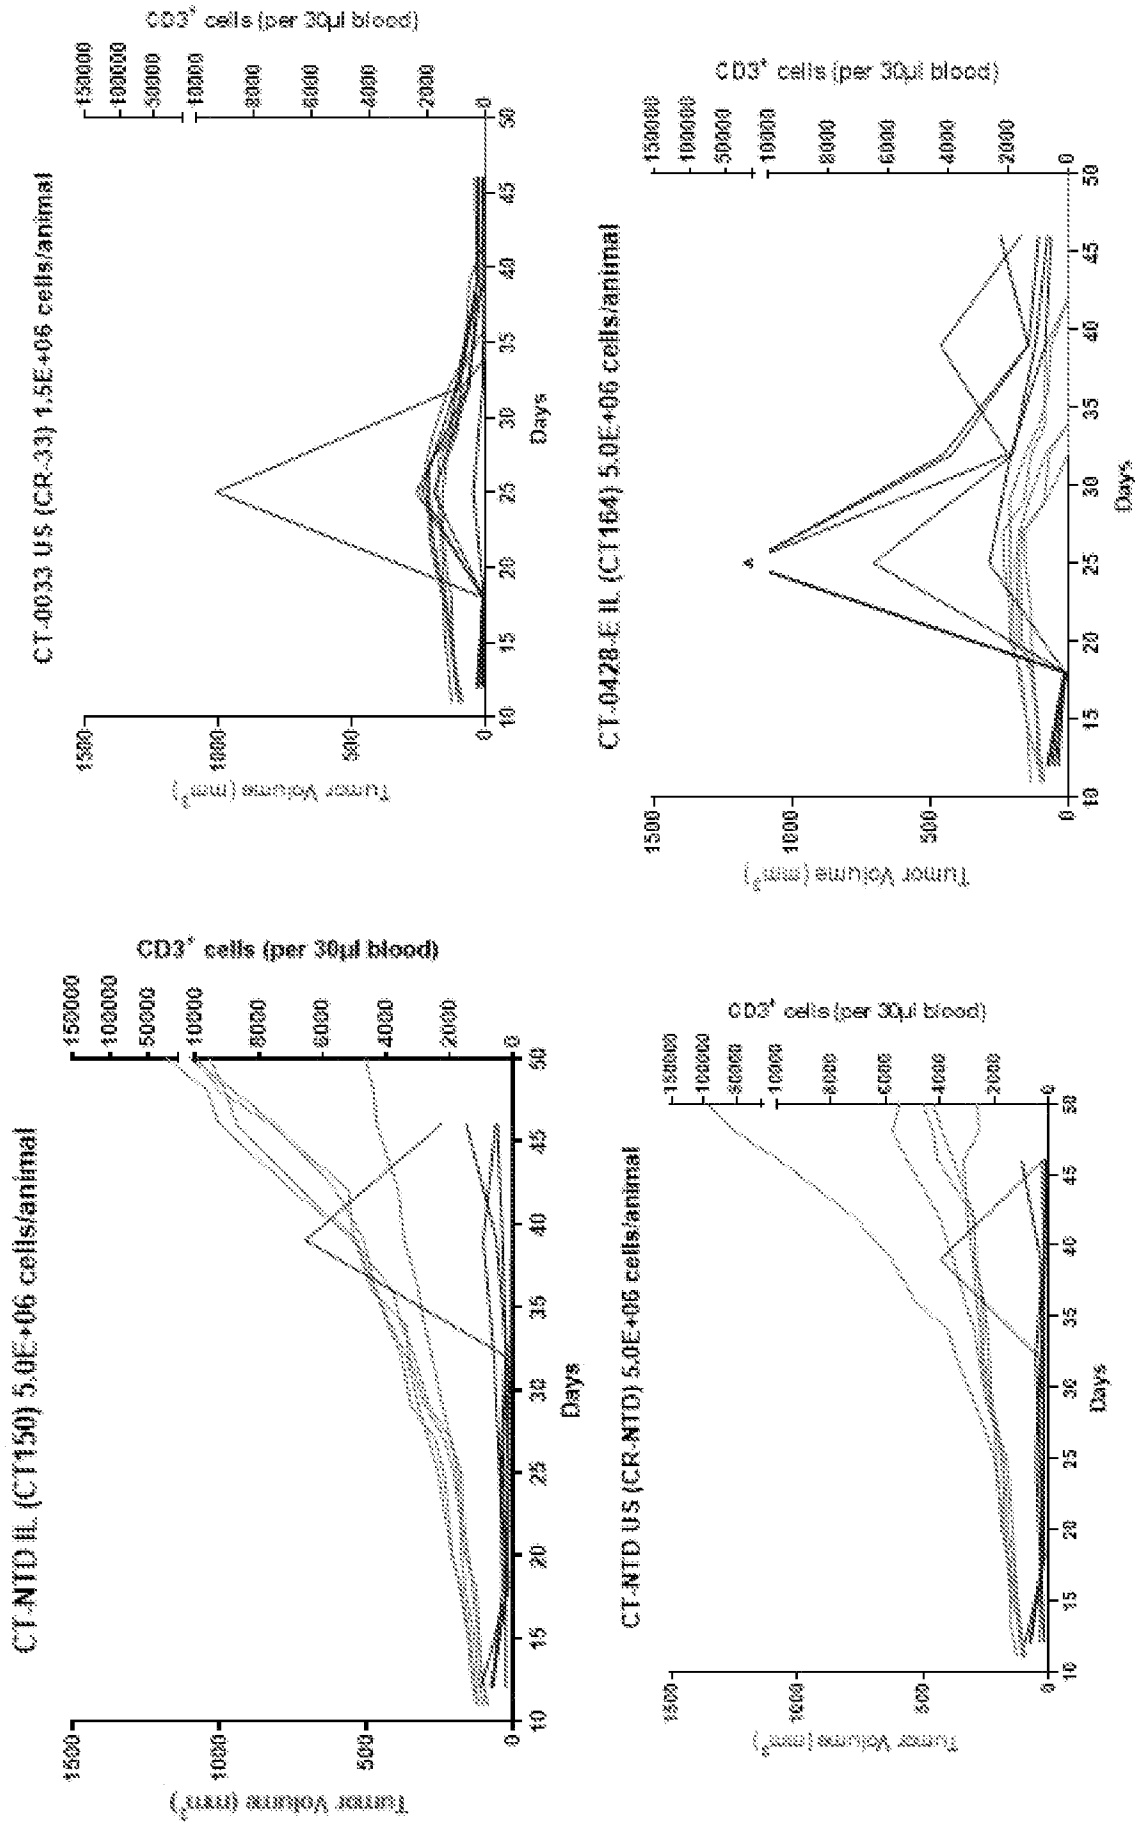 CT-NTD IL (CT150) 5.0E+06 cells/animal
1500
1000
500
0
Tumor Volume (mm³)
10 15 20 25 30 35 40 45 50
Days
150000
100000
50000
10000
8000
6000
4000
2000
0
CD3⁺ cells (per 30µl blood)
CT-0033 US (CR-33) 1.5E+06 cells/animal
1500
1000
500
0
Tumor Volume (mm³)
10 15 20 25 30 35 40 45 50
Days
150000
100000
50000
10000
8000
6000
4000
2000
0
CD3⁺ cells (per 30µl blood)
CT-NTD US (CR-NTD) 5.0E+06 cells/animal
1500
1000
500
0
Tumor Volume (mm³)
10 15 20 25 30 35 40 45 50
Days
150000
100000
50000
10000
8000
6000
4000
2000
0
CD3⁺ cells (per 30µl blood)
CT-0428-E IL (CT164) 5.0E+06 cells/animal
1500
1000
500
0
Tumor Volume (mm³)
10 15 20 25 30 35 40 45 50
Days
150000
100000
50000
10000
8000
6000
4000
2000
0
CD3⁺ cells (per 30µl blood)